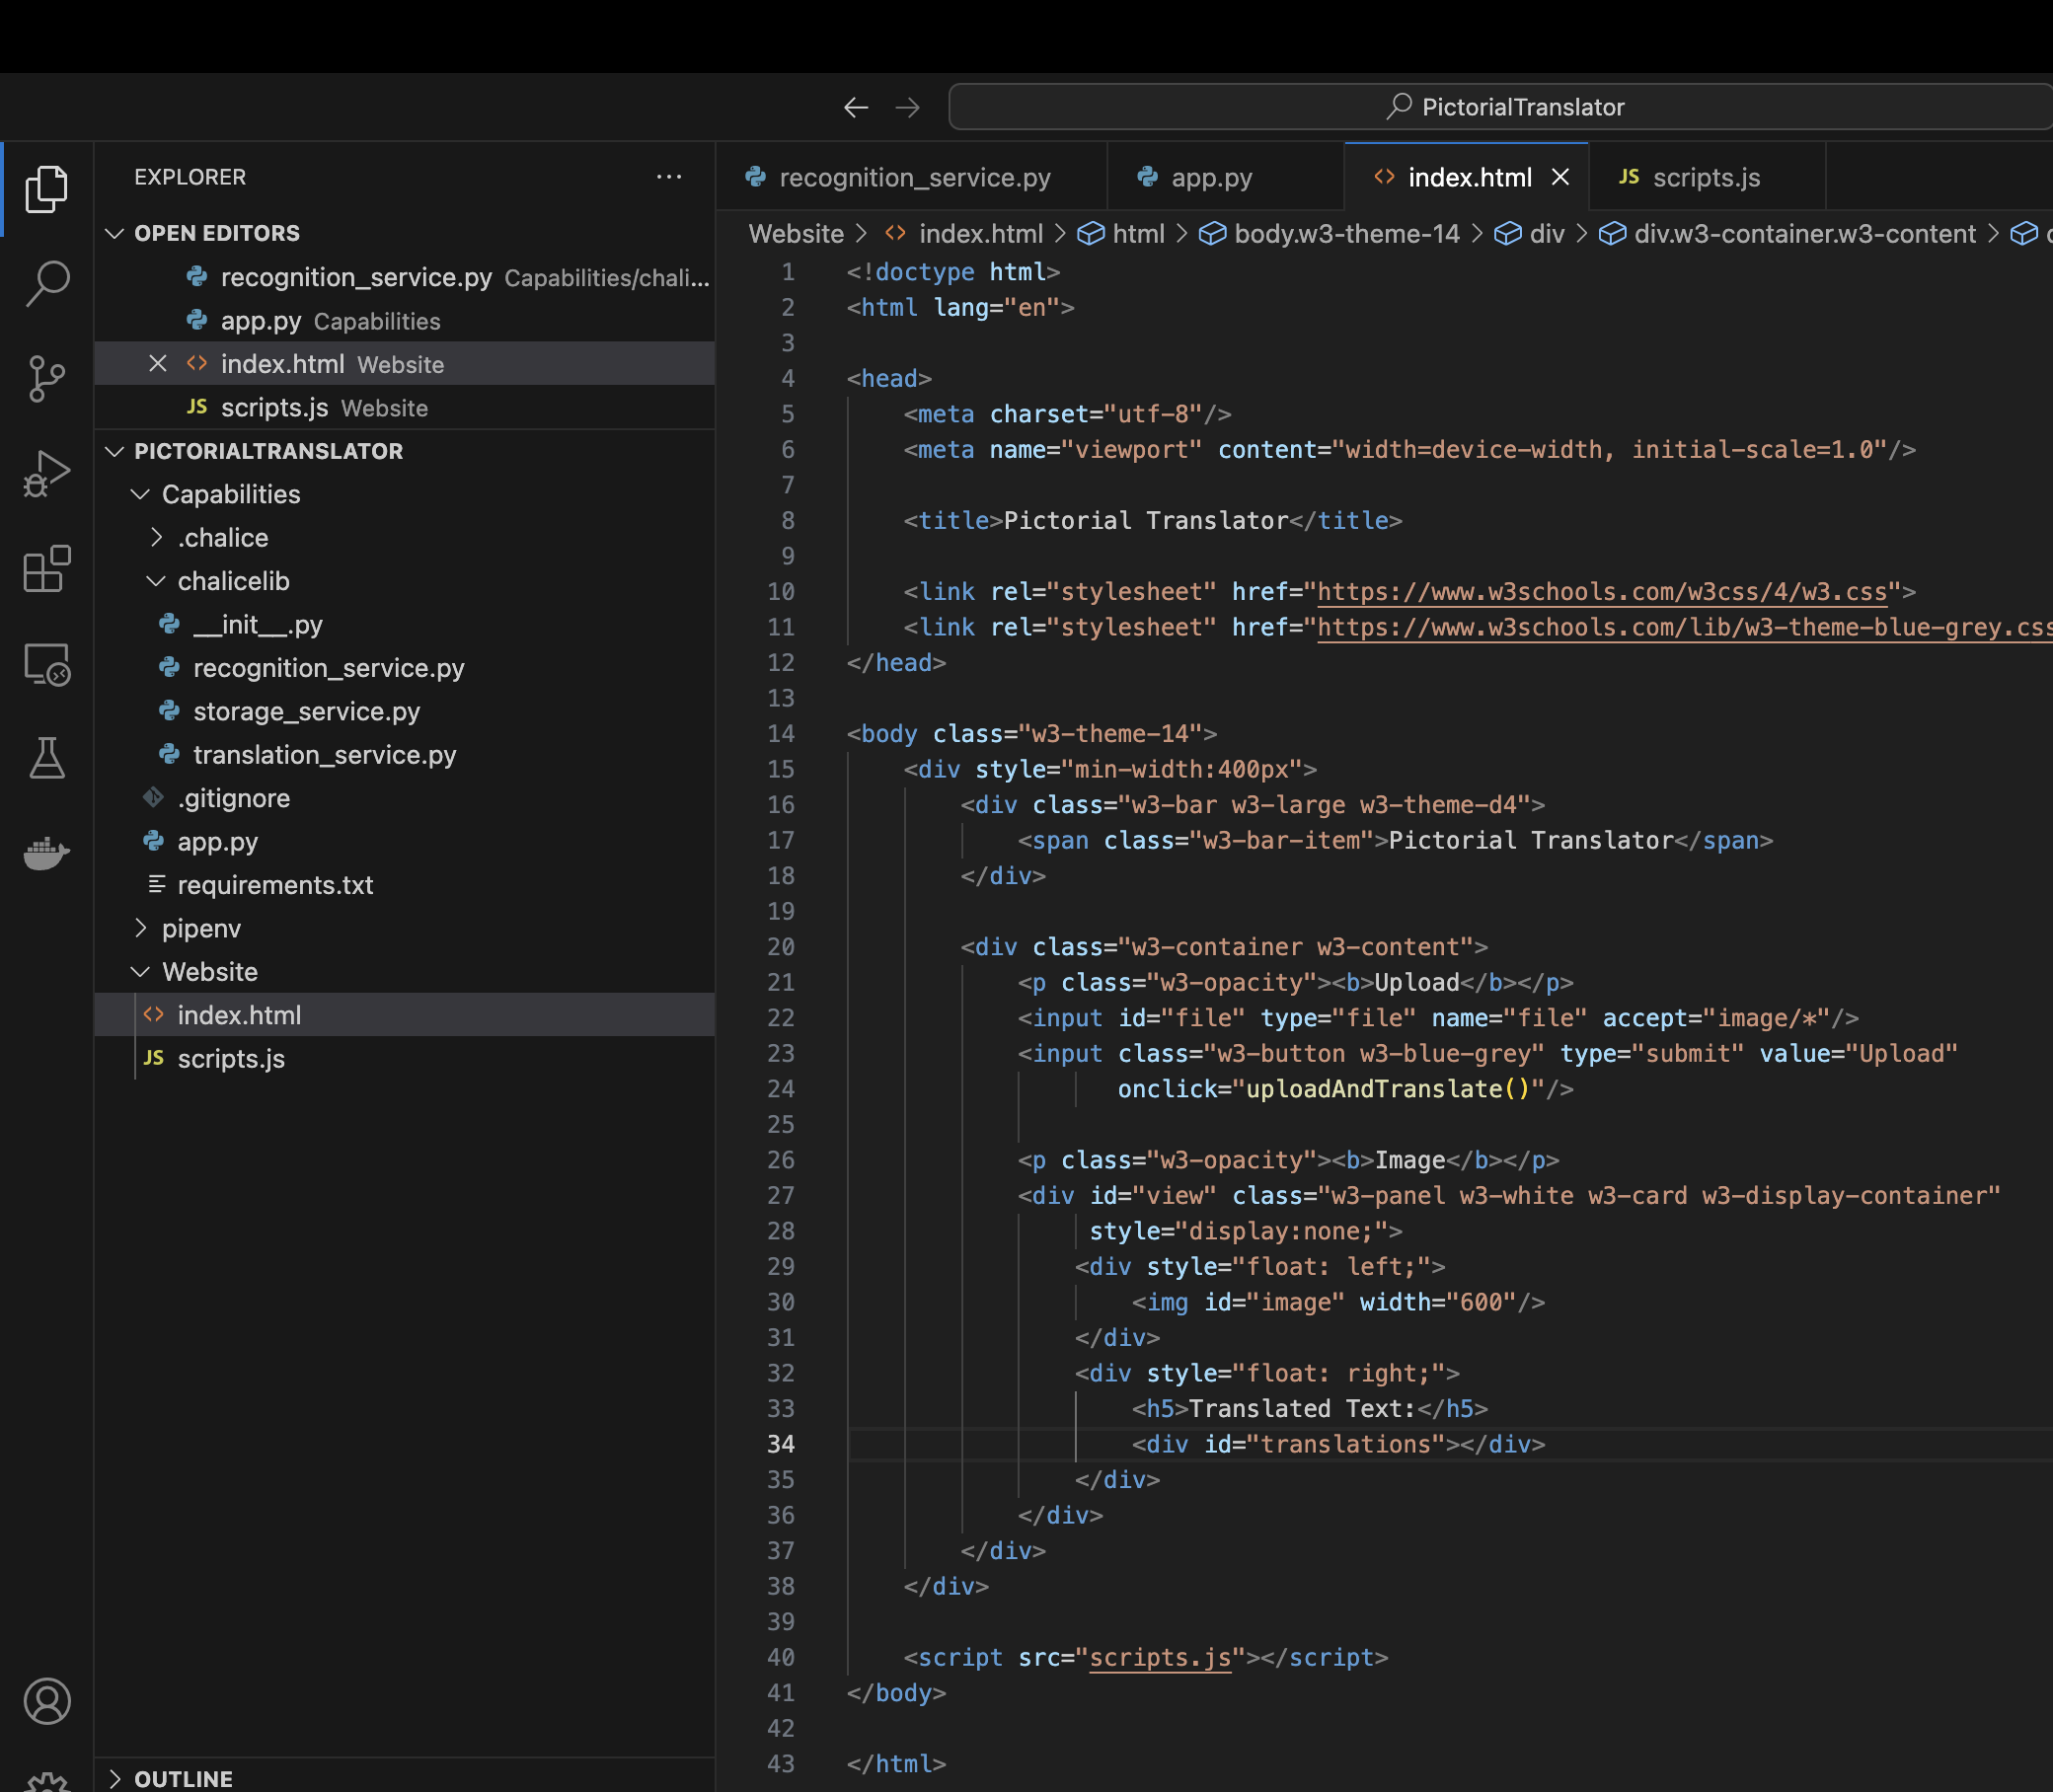 PictorialTranslator
EXPLORER
OPEN EDITORS
recognition_service.py Capabilities/chali...
app.py Capabilities
index.html Website
JS scripts.js Website
PICTORIALTRANSLATOR
Capabilities
.chalice
chalicelib
__init__.py
recognition_service.py
storage_service.py
translation_service.py
.gitignore
app.py
requirements.txt
pipenv
Website
index.html
JS scripts.js
OUTLINE
recognition_service.py app.py index.html JS scripts.js
Website > index.html > html > body.w3-theme-14 > div > div.w3-container.w3-content >
1 <!doctype html>
2 <html lang="en">
3
4 <head>
5 <meta charset="utf-8"/>
6 <meta name="viewport" content="width=device-width, initial-scale=1.0"/>
7
8 <title>Pictorial Translator</title>
9
10 <link rel="stylesheet" href="https://www.w3schools.com/w3css/4/w3.css">
11 <link rel="stylesheet" href="https://www.w3schools.com/lib/w3-theme-blue-grey.css
12 </head>
13
14 <body class="w3-theme-14">
15 <div style="min-width:400px">
16 <div class="w3-bar w3-large w3-theme-d4">
17 <span class="w3-bar-item">Pictorial Translator</span>
18 </div>
19
20 <div class="w3-container w3-content">
21 <p class="w3-opacity"><b>Upload</b></p>
22 <input id="file" type="file" name="file" accept="image/*"/>
23 <input class="w3-button w3-blue-grey" type="submit" value="Upload"
24 onclick="uploadAndTranslate()"/>
25
26 <p class="w3-opacity"><b>Image</b></p>
27 <div id="view" class="w3-panel w3-white w3-card w3-display-container"
28 style="display:none;">
29 <div style="float: left;">
30 <img id="image" width="600"/>
31 </div>
32 <div style="float: right;">
33 <h5>Translated Text:</h5>
34 <div id="translations"></div>
35 </div>
36 </div>
37 </div>
38 </div>
39
40 <script src="scripts.js"></script>
41 </body>
42
43 </html>